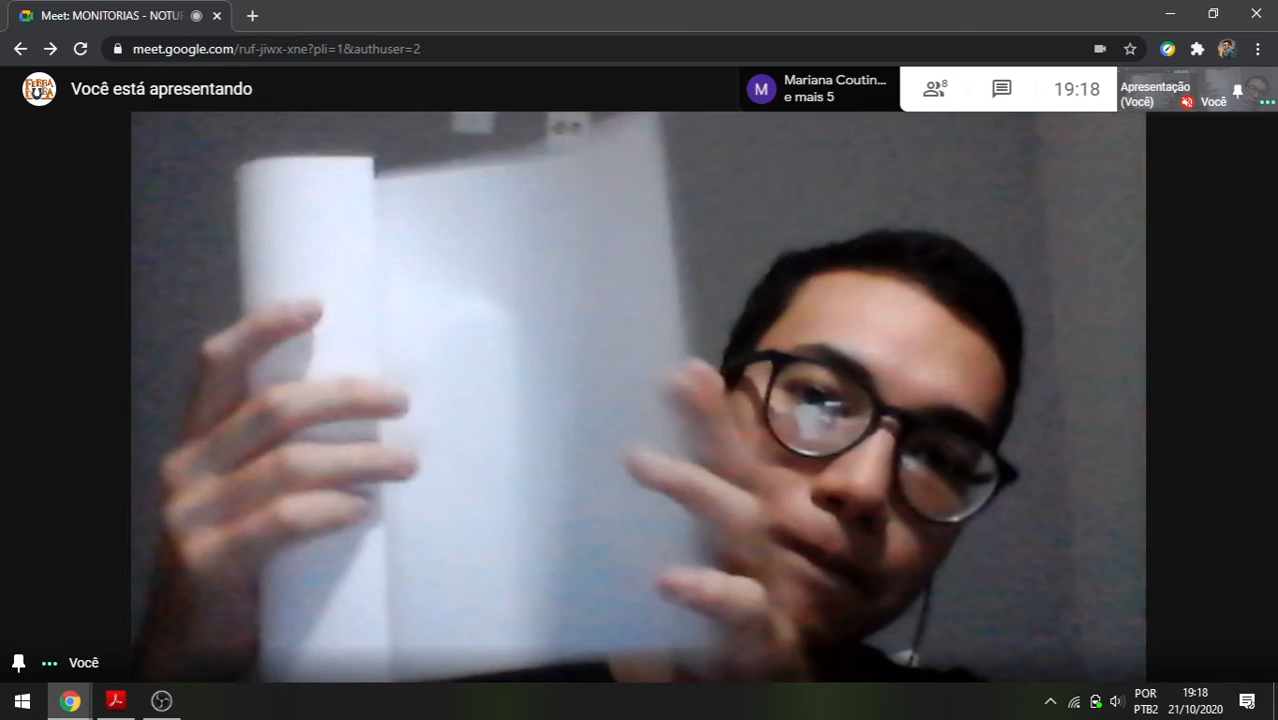 Meet: MONITORIAS - NOTUR
meet.google.com/ruf-jiwx-xne?pli=1&authuser=2
Você está apresentando
M
Mariana Coutin...
e mais 5
8
19:18
Apresentação
(Você)
Você
Você
POR
PTB2
19:18
21/10/2020